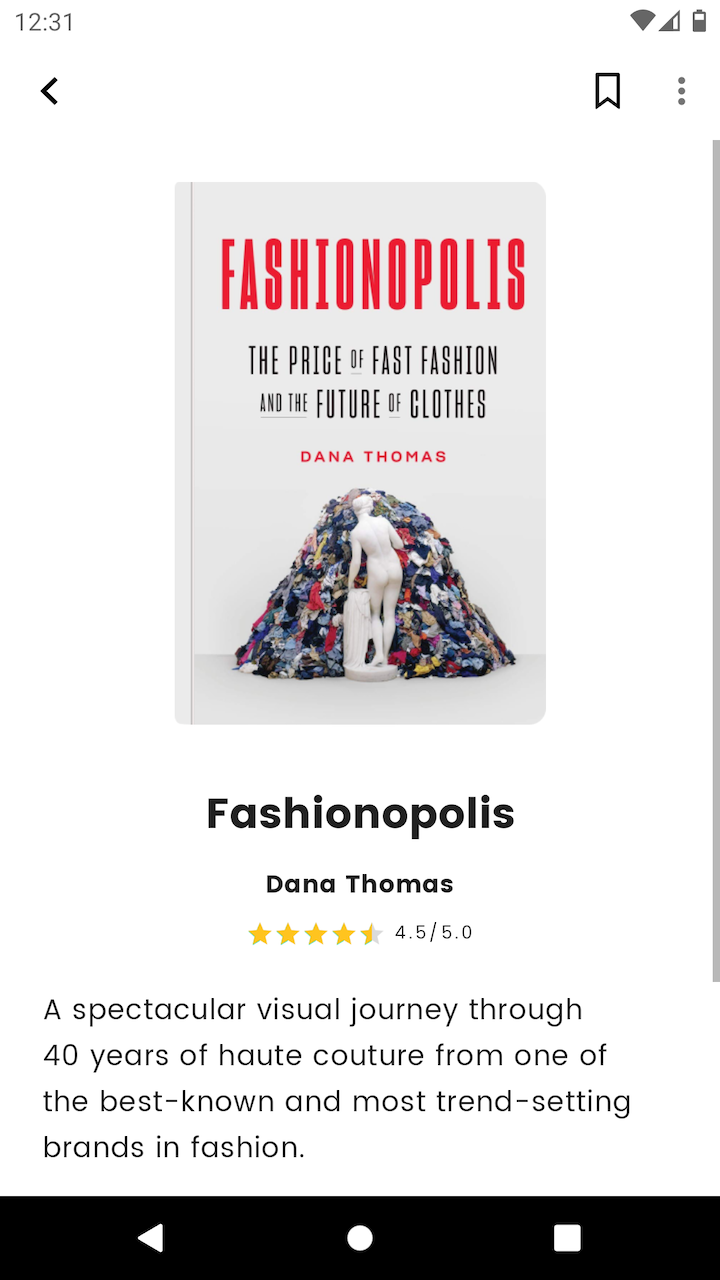 12:31
FASHIONOPOLIS
THE PRICE OF FAST FASHION
AND THE FUTURE OF CLOTHES
DANA THOMAS
Fashionopolis
Dana Thomas
4.5/5.0
A spectacular visual journey through
40 years of haute couture from one of
the best-known and most trend-setting
brands in fashion.